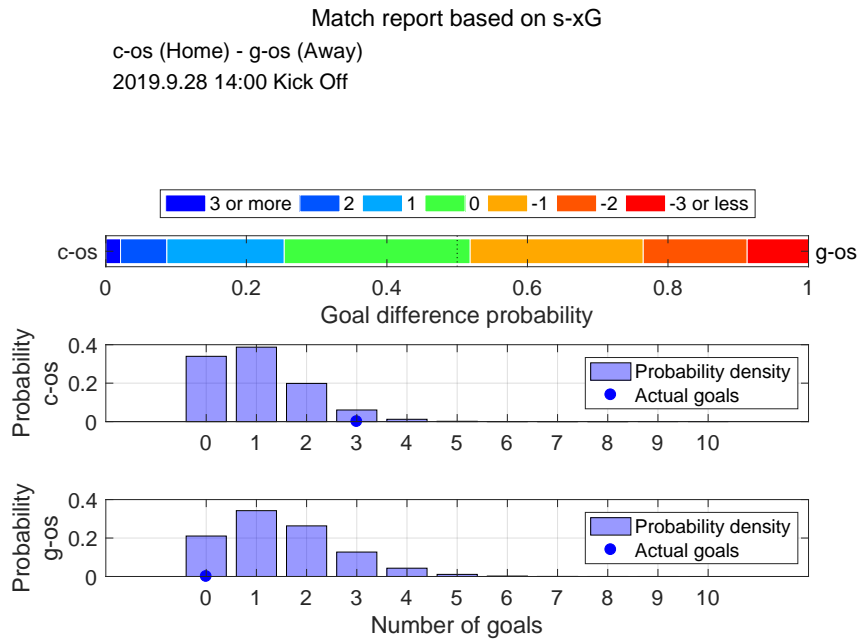 Match report based on s-xG
c-os (Home) - g-os (Away)
2019.9.28 14:00 Kick Off
3 or more 2 1 0 -1 -2 -3 or less
c-os g-os
0 0.2 0.4 0.6 0.8 1
Goal difference probability
Probability
c-os
0.4
0.2
0
Probability density
Actual goals
0 1 2 3 4 5 6 7 8 9 10
Probability
g-os
0.4
0.2
0
Probability density
Actual goals
0 1 2 3 4 5 6 7 8 9 10
Number of goals